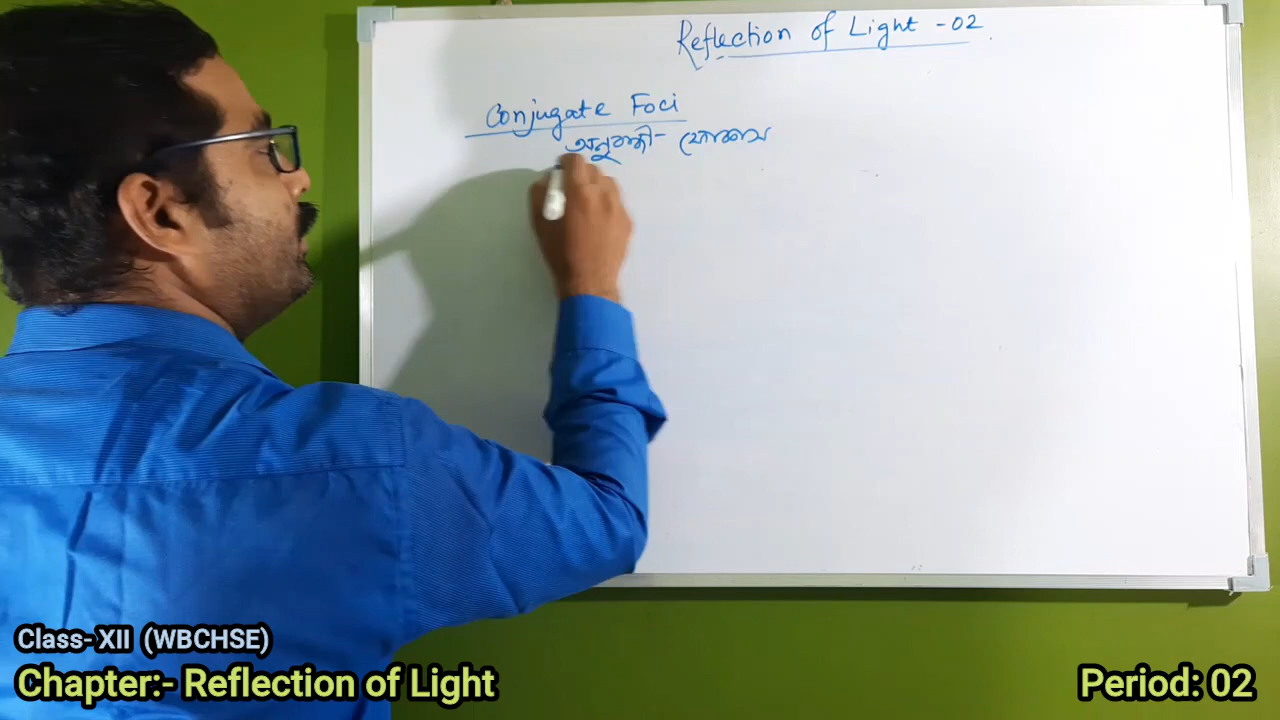 Reflection of Light -02
Conjugate Foci
অনুবন্ধী- ফোকাস
Class- XII (WBCHSE)
Chapter:- Reflection of Light
Period: 02